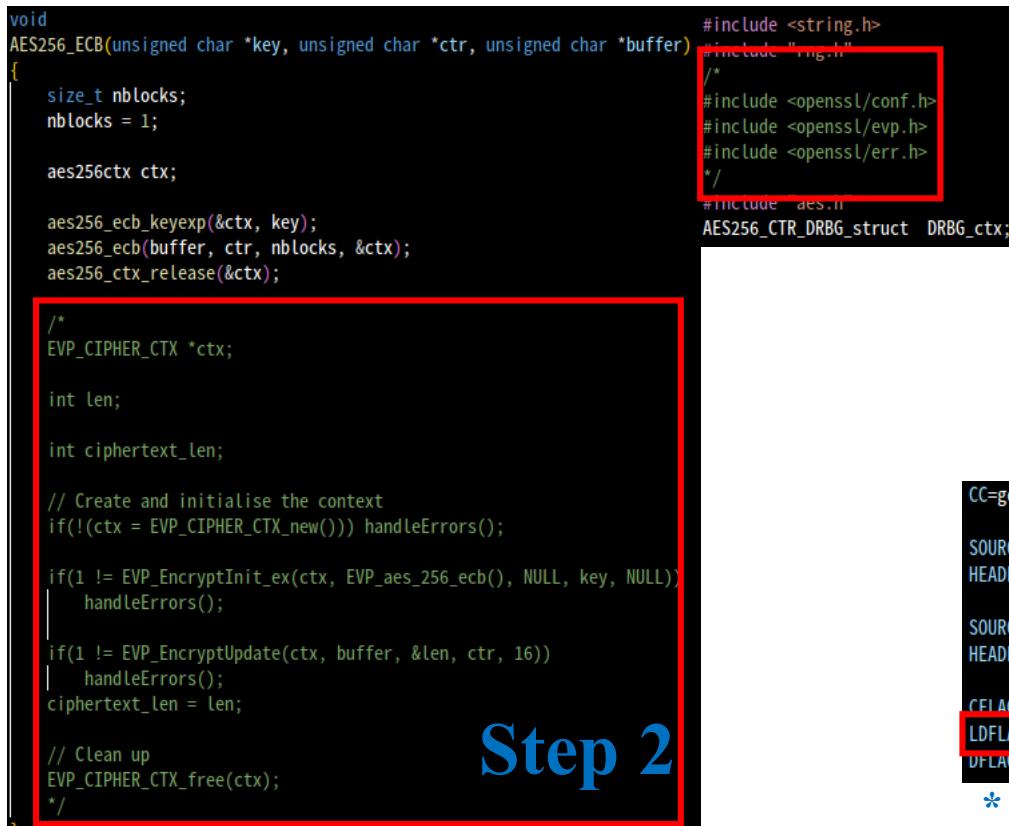 void
AES256_ECB(unsigned char *key, unsigned char *ctr, unsigned char *buffer)
{
size_t nblocks;
nblocks = 1;
aes256ctx ctx;
aes256_ecb_keyexp(&ctx, key);
aes256_ecb(buffer, ctr, nblocks, &ctx);
aes256_ctx_release(&ctx);
/*
EVP_CIPHER_CTX *ctx;
int len;
int ciphertext_len;
// Create and initialise the context
if(!(ctx = EVP_CIPHER_CTX_new())) handleErrors();
if(1 != EVP_EncryptInit_ex(ctx, EVP_aes_256_ecb(), NULL, key, NULL))
handleErrors();
if(1 != EVP_EncryptUpdate(ctx, buffer, &len, ctr, 16))
handleErrors();
ciphertext_len = len;
// Clean up
EVP_CIPHER_CTX_free(ctx);
*/
Step 2
#include <string.h>
#include "rng.h"
/*
#include <openssl/conf.h>
#include <openssl/evp.h>
#include <openssl/err.h>
*/
#include "aes.h"
AES256_CTR_DRBG_struct DRBG_ctx;
*